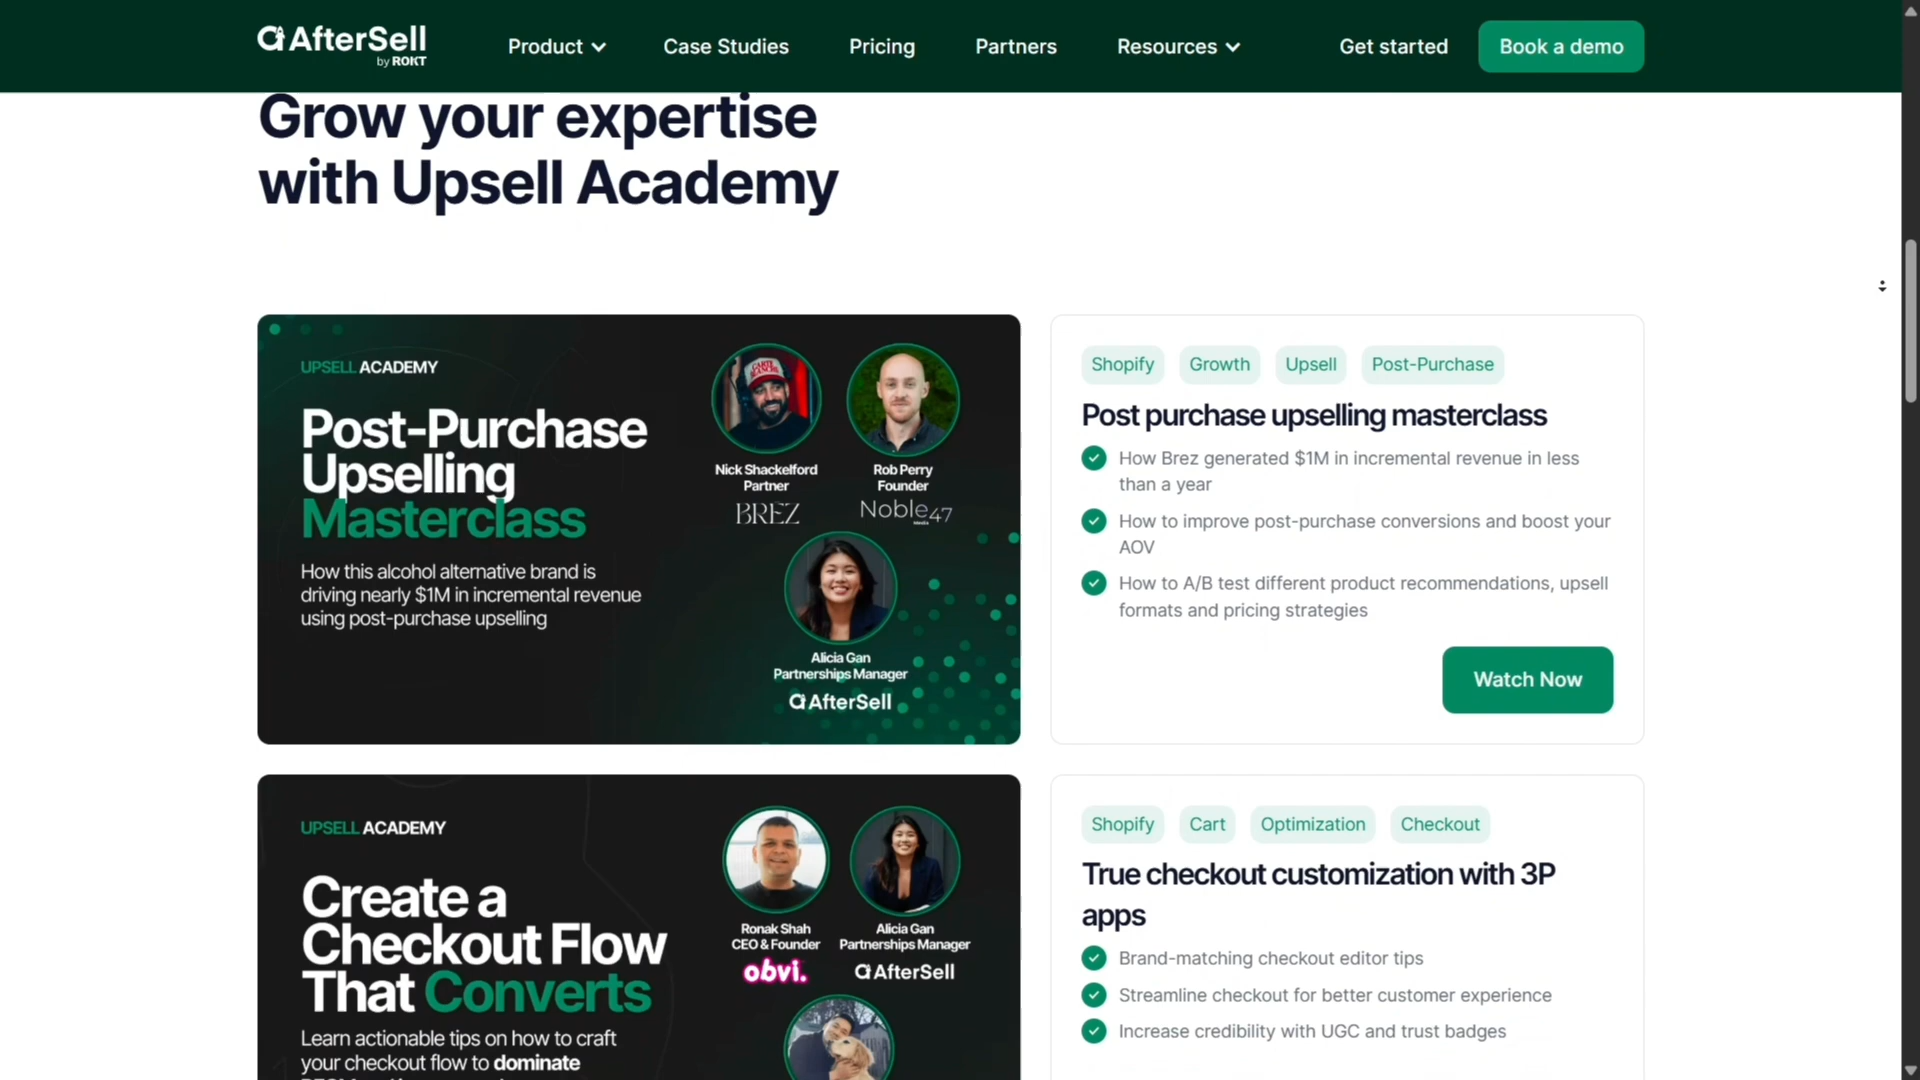 AfterSell
by ROKT
Product
Case Studies
Pricing
Partners
Resources
Get started
Book a demo
Grow your expertise
with Upsell Academy
UPSELL ACADEMY
Post-Purchase
Upselling
Masterclass
How this alcohol alternative brand is
driving nearly $1M in incremental revenue
using post-purchase upselling
CARTE BLANCHE
Nick Shackelford
Partner
BRĒZ
Rob Perry
Founder
Noble47
Media
Alicia Gan
Partnerships Manager
AfterSell
Shopify
Growth
Upsell
Post-Purchase
Post purchase upselling masterclass
How Brez generated $1M in incremental revenue in less
than a year
How to improve post-purchase conversions and boost your
AOV
How to A/B test different product recommendations, upsell
formats and pricing strategies
Watch Now
UPSELL ACADEMY
Create a
Checkout Flow
That Converts
Learn actionable tips on how to craft
your checkout flow to dominate
Ronak Shah
CEO & Founder
obvi.
Alicia Gan
Partnerships Manager
AfterSell
Shopify
Cart
Optimization
Checkout
True checkout customization with 3P
apps
Brand-matching checkout editor tips
Streamline checkout for better customer experience
Increase credibility with UGC and trust badges